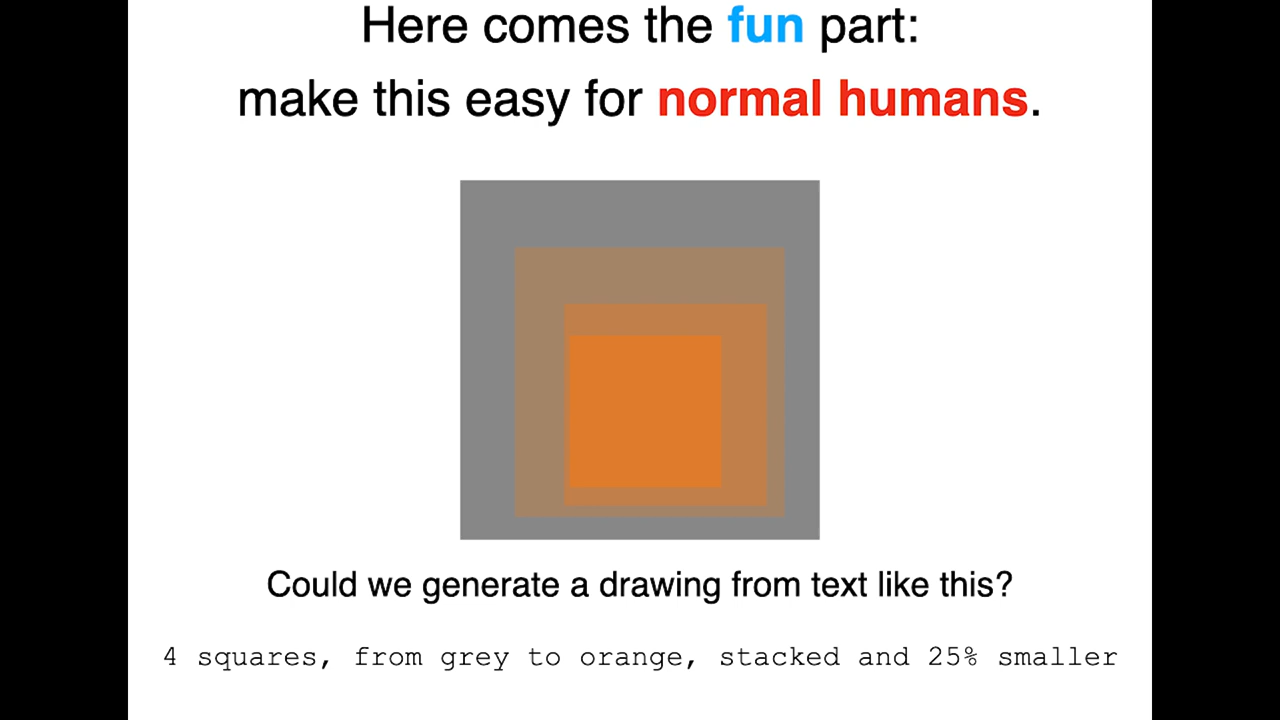 Here comes the fun part:
make this easy for normal humans.
Could we generate a drawing from text like this?
4 squares, from grey to orange, stacked and 25% smaller